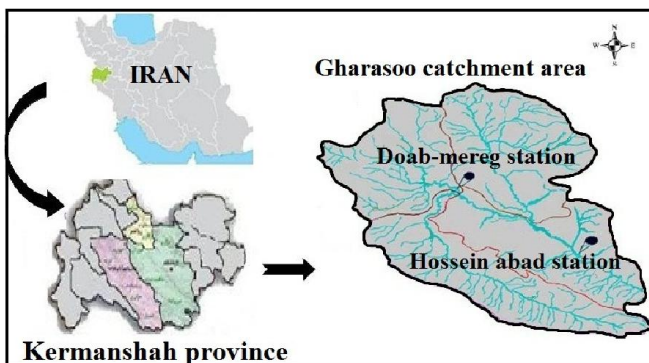 IRAN
Gharasoo catchment area
N
W
E
S
Doab-mereg station
Hossein abad station
Kermanshah province